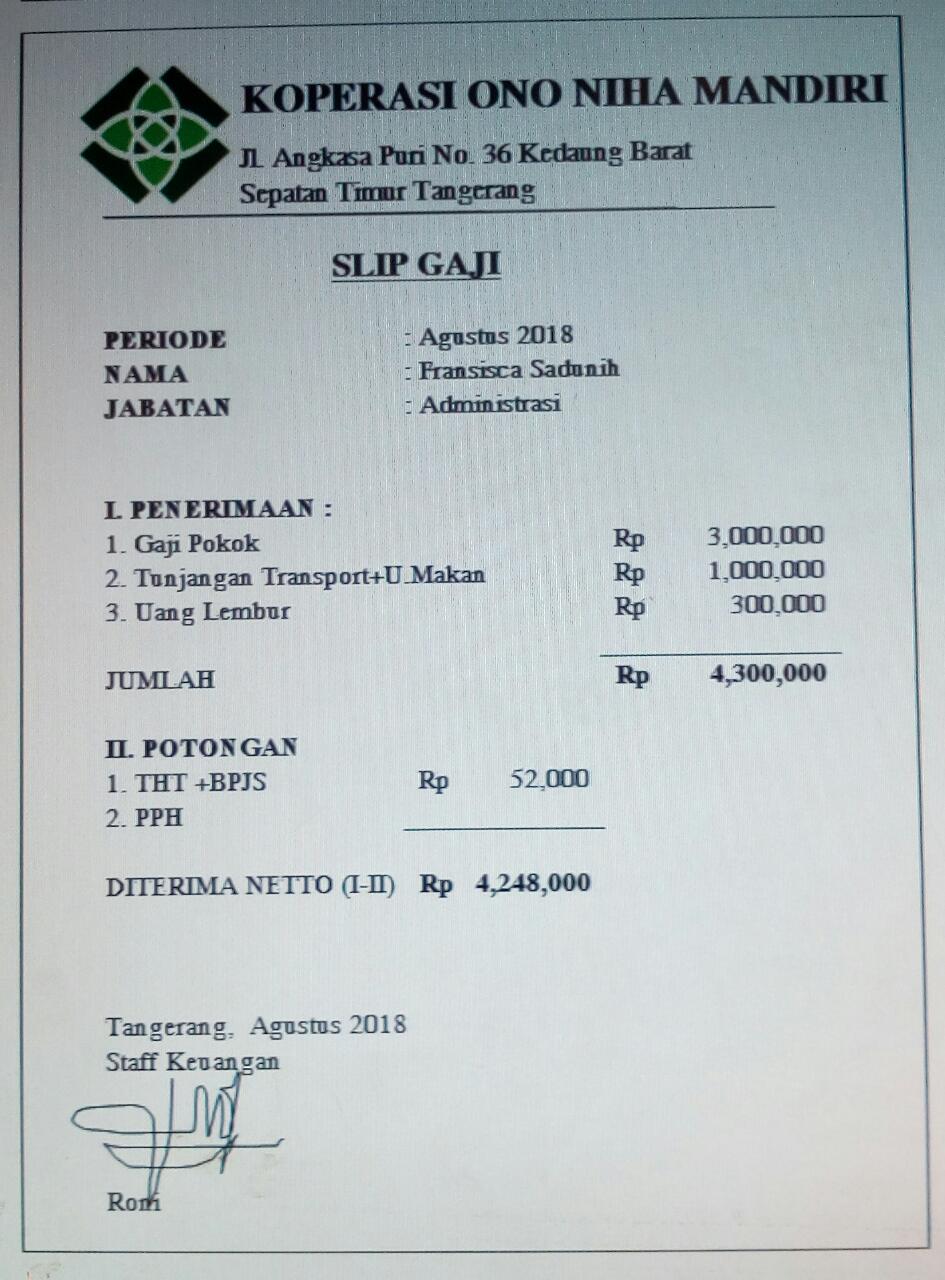 KOPERASI ONO NIHA MANDIRI
Jl. Angkasa Puri No. 36 Kedaung Barat
Sepatan Timur Tangerang
SLIP GAJI
PERIODE : Agustus 2018
NAMA : Fransisca Sadunih
JABATAN : Administrasi
I. PENERIMAAN :
1. Gaji Pokok Rp 3,000,000
2. Tunjangan Transport+U.Makan Rp 1,000,000
3. Uang Lembur Rp 300,000
JUMLAH Rp 4,300,000
II. POTONGAN
1. THT +BPJS Rp 52,000
2. PPH
DITERIMA NETTO (I-II) Rp 4,248,000
Tangerang, Agustus 2018
Staff Keuangan
Roni